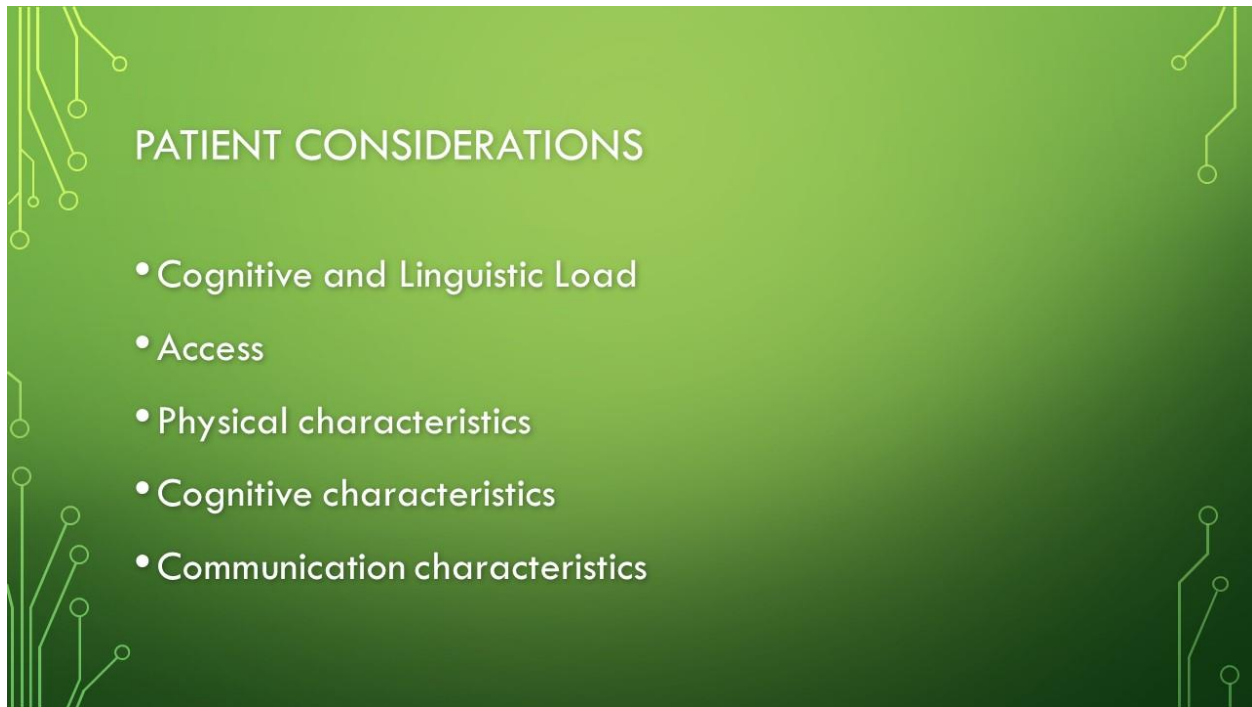 PATIENT CONSIDERATIONS
• Cognitive and Linguistic Load
• Access
• Physical characteristics
• Cognitive characteristics
• Communication characteristics